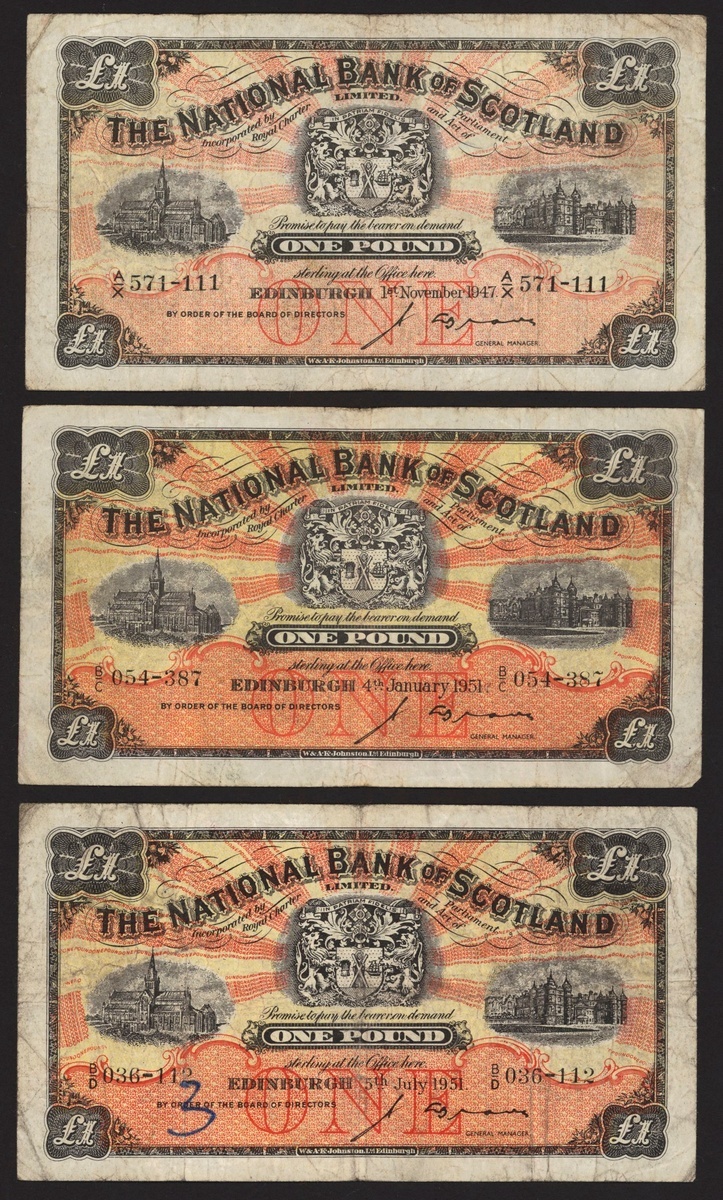 £1 £1
THE NATIONAL BANK OF SCOTLAND
LIMITED.
Incorporated by Royal Charter and Act of Parliament.
Promise to pay the bearer on demand
ONE POUND
sterling at the Office here.
A/X 571-111 A/X 571-111
EDINBURGH 1st November 1947.
BY ORDER OF THE BOARD OF DIRECTORS
ONE
GENERAL MANAGER.
£1 £1
W. & A.K. Johnston, Ltd Edinburgh
£1 £1
THE NATIONAL BANK OF SCOTLAND
LIMITED.
Incorporated by Royal Charter and Act of Parliament.
Promise to pay the bearer on demand
ONE POUND
sterling at the Office here.
B/C 054-387 B/C 054-387
EDINBURGH 4th January 1951.
BY ORDER OF THE BOARD OF DIRECTORS
ONE
GENERAL MANAGER.
£1 £1
W. & A.K. Johnston, Ltd Edinburgh
£1 £1
THE NATIONAL BANK OF SCOTLAND
LIMITED.
Incorporated by Royal Charter and Act of Parliament.
Promise to pay the bearer on demand
ONE POUND
sterling at the Office here.
B/D 036-112 B/D 036-112
EDINBURGH 5th July 1951.
BY ORDER OF THE BOARD OF DIRECTORS
3
ONE
GENERAL MANAGER.
£1 £1
W. & A.K. Johnston, Ltd Edinburgh